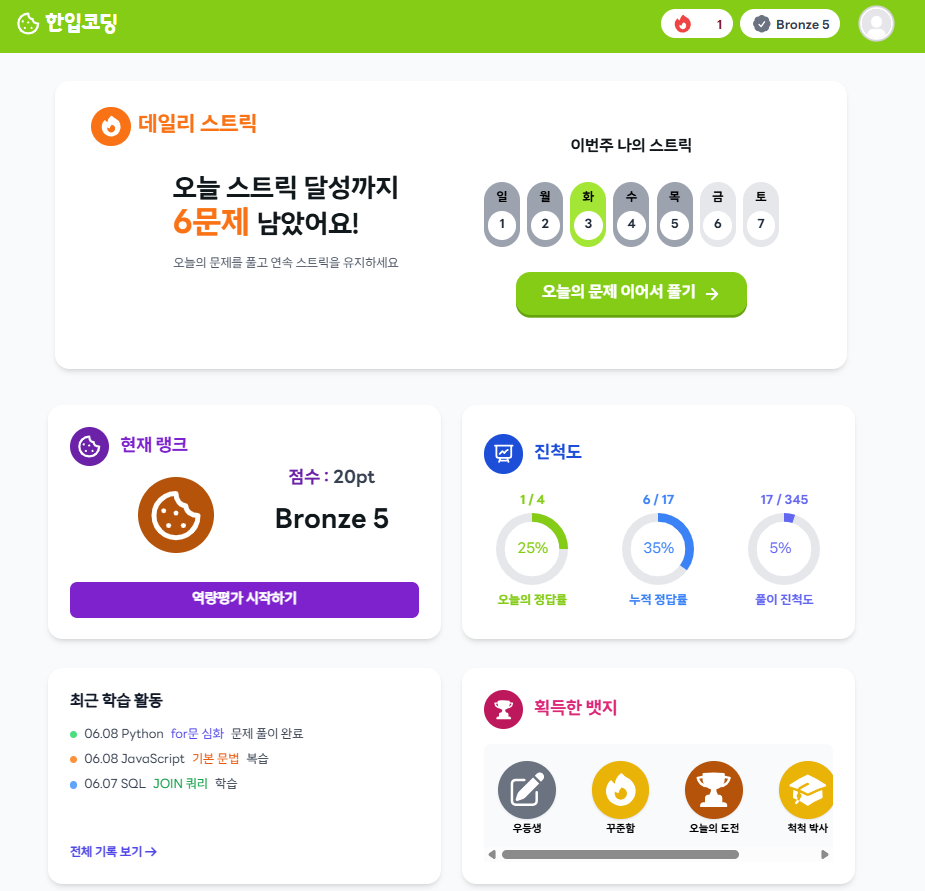 한입코딩
1
Bronze 5
데일리 스트릭
오늘 스트릭 달성까지
6문제 남았어요!
오늘의 문제를 풀고 연속 스트릭을 유지하세요
이번주 나의 스트릭
일 월 화 수 목 금 토
1 2 3 4 5 6 7
오늘의 문제 이어서 풀기 →
현재 랭크
점수 : 20pt
Bronze 5
역량평가 시작하기
진척도
1 / 4 6 / 17 17 / 345
25% 35% 5%
오늘의 정답률 누적 정답률 풀이 진척도
최근 학습 활동
06.08 Python for문 심화 문제 풀이 완료
06.08 JavaScript 기본 문법 복습
06.07 SQL JOIN 쿼리 학습
전체 기록 보기 →
획득한 뱃지
우등생 꾸준함 오늘의 도전 척척 박사